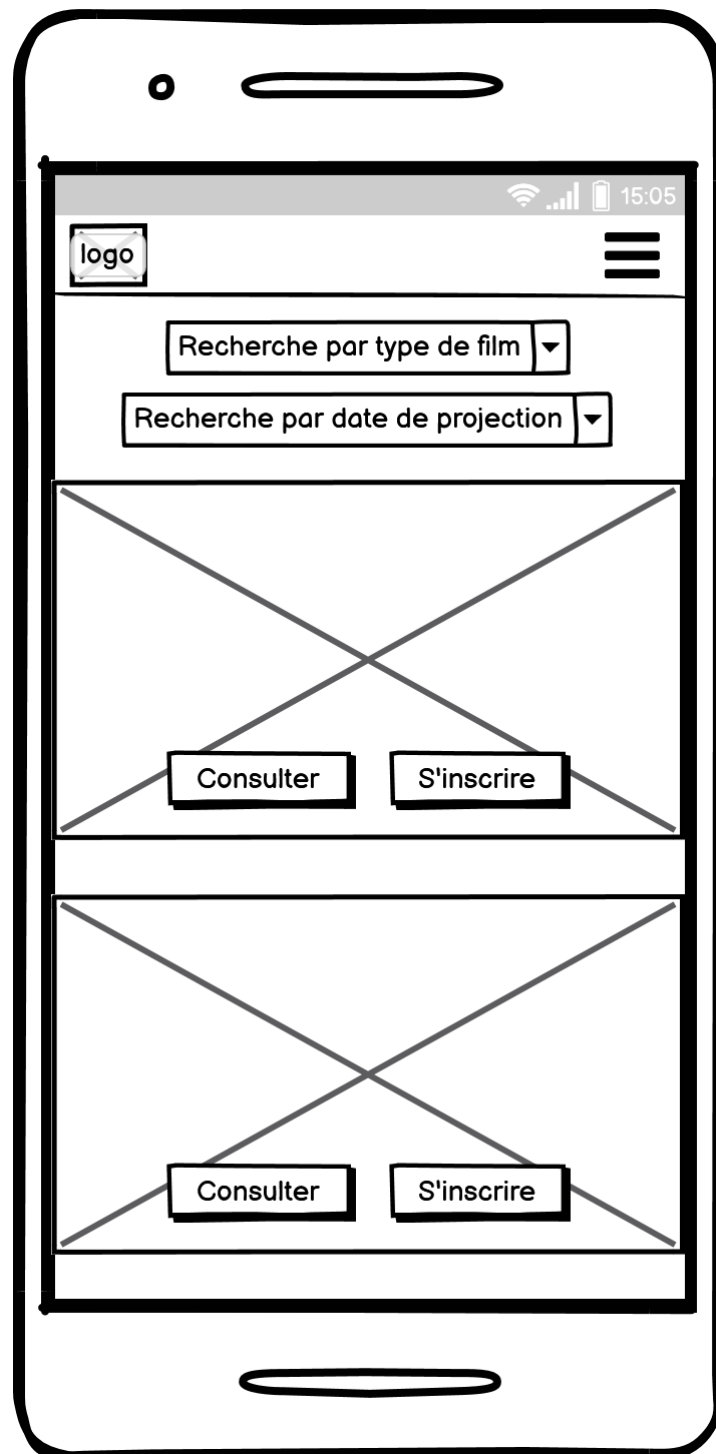 15:05
logo
Recherche par type de film
Recherche par date de projection
Consulter S'inscrire
Consulter S'inscrire